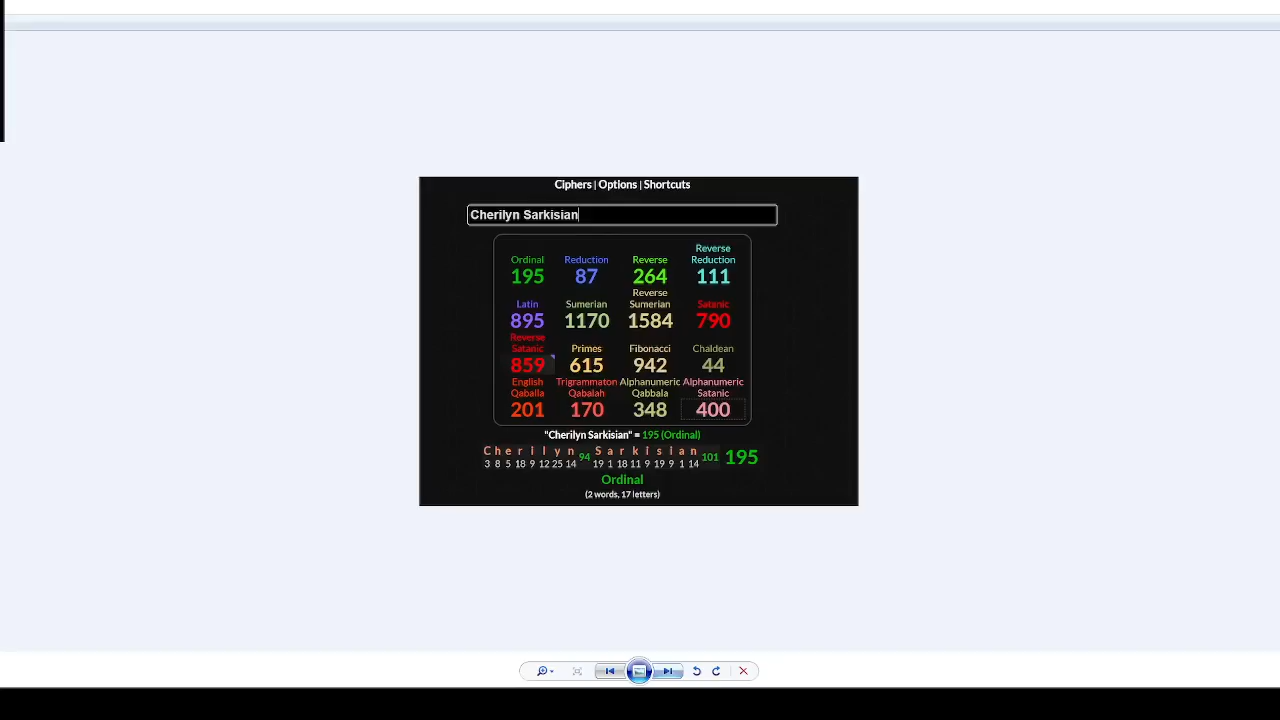 Ciphers | Options | Shortcuts
Cherilyn Sarkisian
Ordinal Reduction Reverse Reverse Reduction
195 87 264 111
Latin Sumerian Reverse Sumerian Satanic
895 1170 1584 790
Reverse Satanic Primes Fibonacci Chaldean
859 615 942 44
English Qaballa Trigrammaton Qabalah Alphanumeric Qabbala Alphanumeric Satanic
201 170 348 400
"Cherilyn Sarkisian" = 195 (Ordinal)
C h e r i l y n 94 S a r k i s i a n 101 195
3 8 5 18 9 12 25 14 19 1 18 11 9 19 9 1 14
Ordinal
(2 words, 17 letters)